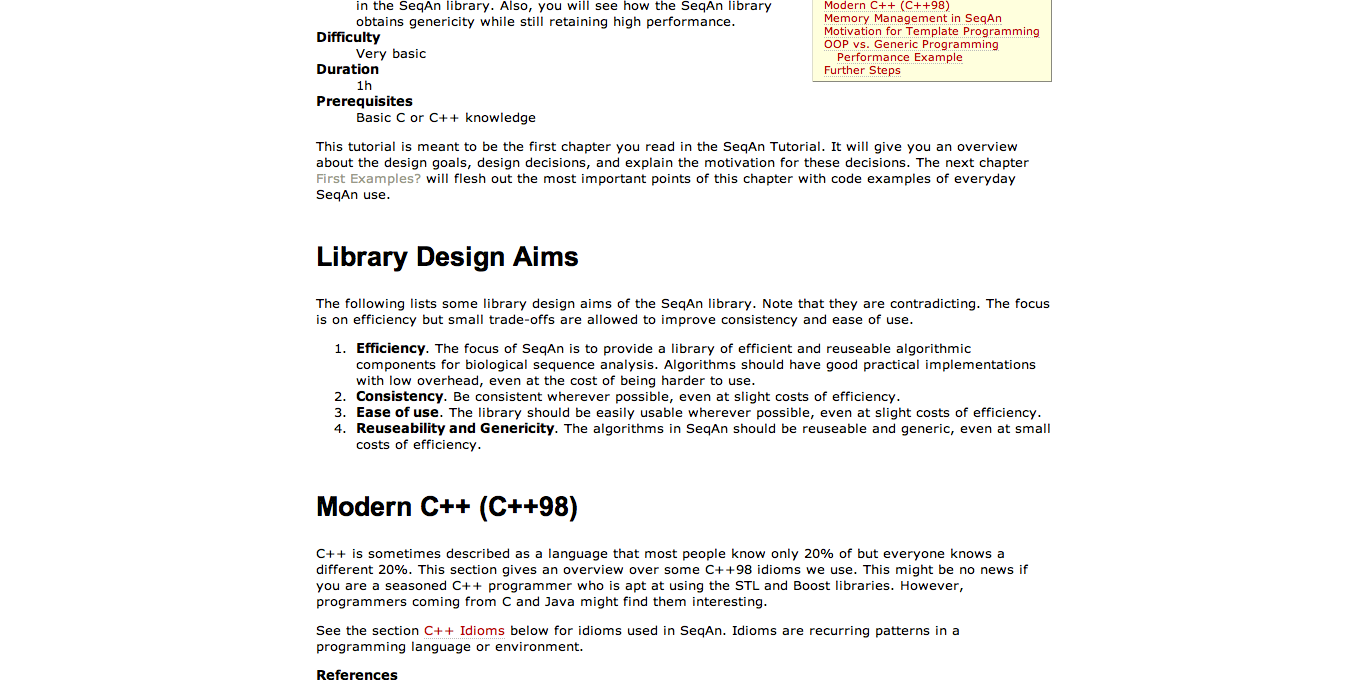 in the SeqAn library. Also, you will see how the SeqAn library
obtains genericity while still retaining high performance.
Difficulty
Very basic
Duration
1h
Prerequisites
Basic C or C++ knowledge
Modern C++ (C++98)
Memory Management in SeqAn
Motivation for Template Programming
OOP vs. Generic Programming
Performance Example
Further Steps
This tutorial is meant to be the first chapter you read in the SeqAn Tutorial. It will give you an overview
about the design goals, design decisions, and explain the motivation for these decisions. The next chapter
First Examples? will flesh out the most important points of this chapter with code examples of everyday
SeqAn use.
Library Design Aims
The following lists some library design aims of the SeqAn library. Note that they are contradicting. The focus
is on efficiency but small trade-offs are allowed to improve consistency and ease of use.
1. Efficiency. The focus of SeqAn is to provide a library of efficient and reuseable algorithmic
components for biological sequence analysis. Algorithms should have good practical implementations
with low overhead, even at the cost of being harder to use.
2. Consistency. Be consistent wherever possible, even at slight costs of efficiency.
3. Ease of use. The library should be easily usable wherever possible, even at slight costs of efficiency.
4. Reuseability and Genericity. The algorithms in SeqAn should be reuseable and generic, even at small
costs of efficiency.
Modern C++ (C++98)
C++ is sometimes described as a language that most people know only 20% of but everyone knows a
different 20%. This section gives an overview over some C++98 idioms we use. This might be no news if
you are a seasoned C++ programmer who is apt at using the STL and Boost libraries. However,
programmers coming from C and Java might find them interesting.
See the section C++ Idioms below for idioms used in SeqAn. Idioms are recurring patterns in a
programming language or environment.
References